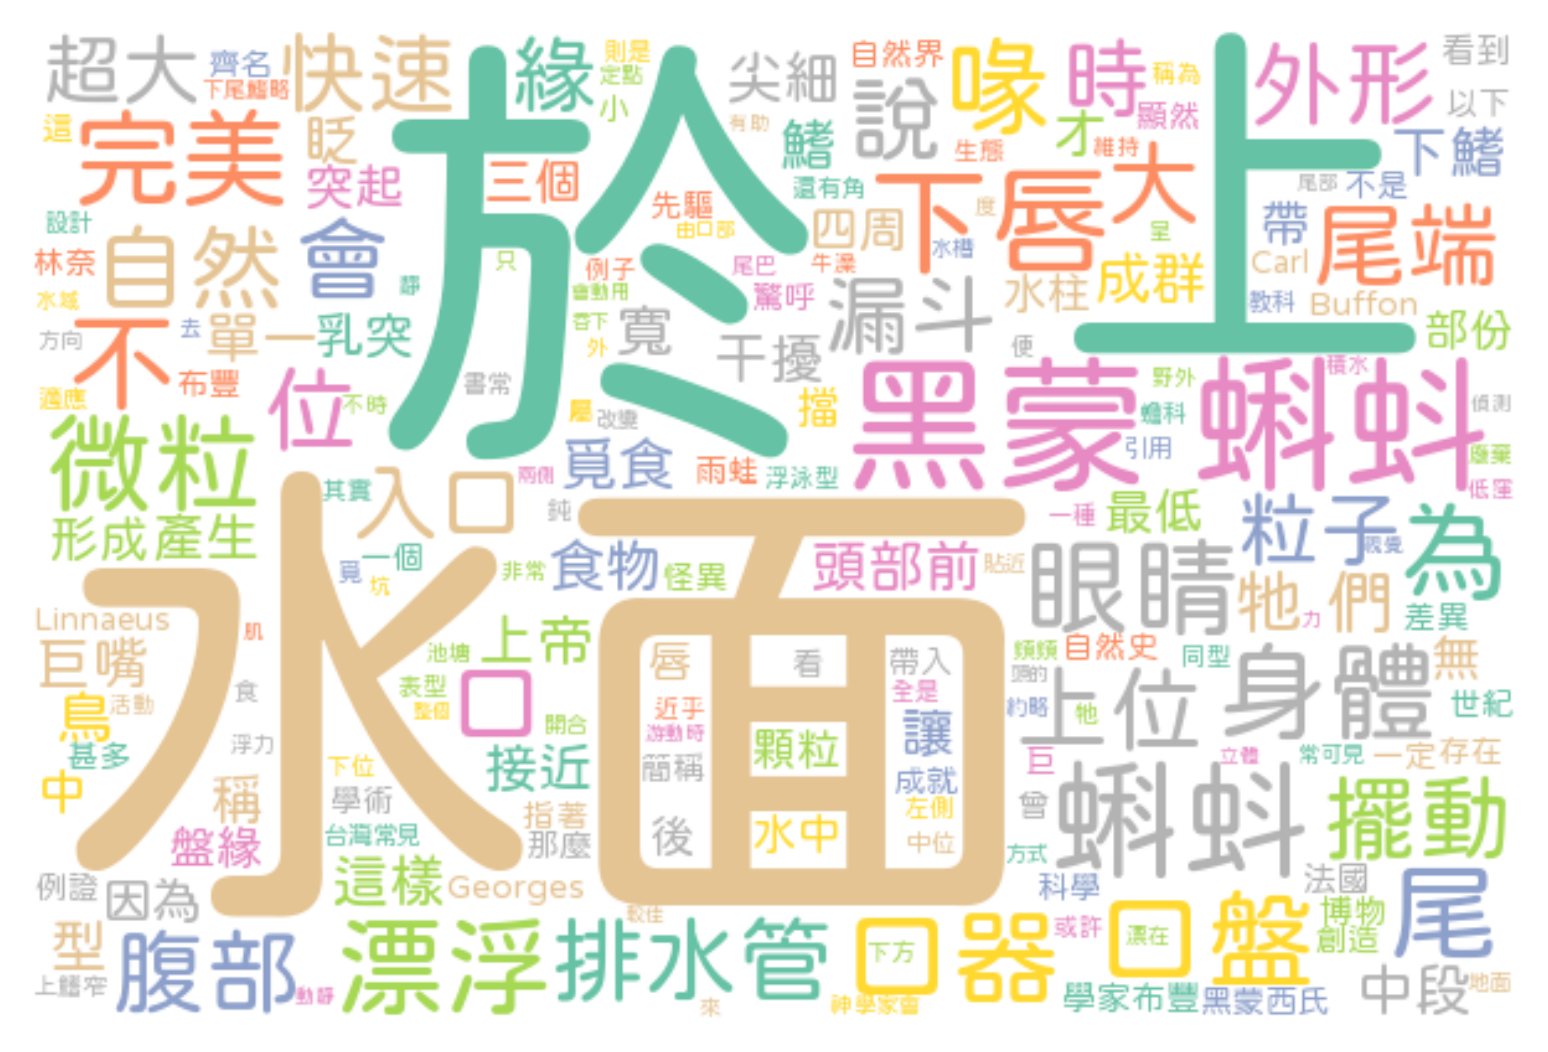 超大
齊名
快速
緣
則是
定點
小
尖細
自然界
喙
時
稱為
外形
看到
下尾鰭略
這
完美
眨
突起
於
三個
有助
鰭
說
生態
才
顯然
維持
上
以下
下鰭
還有角
下唇
大
尾部
不是
設計
林奈
自然
會
先驅
由口部
四周
度
水槽
呈
帶
尾端
水域
靜
只
例子
會動用
尾巴
牛澡
驚呼
漏斗
水柱
成群
Carl
教科
Buffon
方向
不
去
單一
乳突
外
寬
干擾
便
部份
適應
布豐
位
不時
書常
屬
改變
擋
黑蒙
野外
蟾科
蝌蚪
積水
偵測
微粒
覓食
雨蛙
浮泳型
引用
廢棄
低窪
其實
入口
兩側
鈍
一種
最低
粒子
視覺
為
形成
產生
水面
覓
一個
坑
非常
食物
怪異
頭部前
貼近
眼睛
牠
們
力
差異
Linnaeus
肌
巨嘴
池塘
上帝
唇
看
帶入
頻頻
自然史
同型
身體
無
鳥
活動
食
表型
整個
口
近乎
全是
約略
牠
上位
世紀
甚多
浮力
開合
游動時
讓
巨
立體
常可見
一定
存在
中
下位
接近
簡稱
顆粒
成就
稱
學術
指著
左側
曾
蝌蚪
擺動
盤緣
台灣常見
那麼
後
水中
中位
方式
例證
因為
這樣
Georges
科學
法國
尾
型
腹部
較佳
口
下方
器
或許
口
漂在
盤
博物
創造
上鰭窄
動靜
漂浮
排水管
來
神學家會
學家布豐
黑蒙西氏
中段
地面